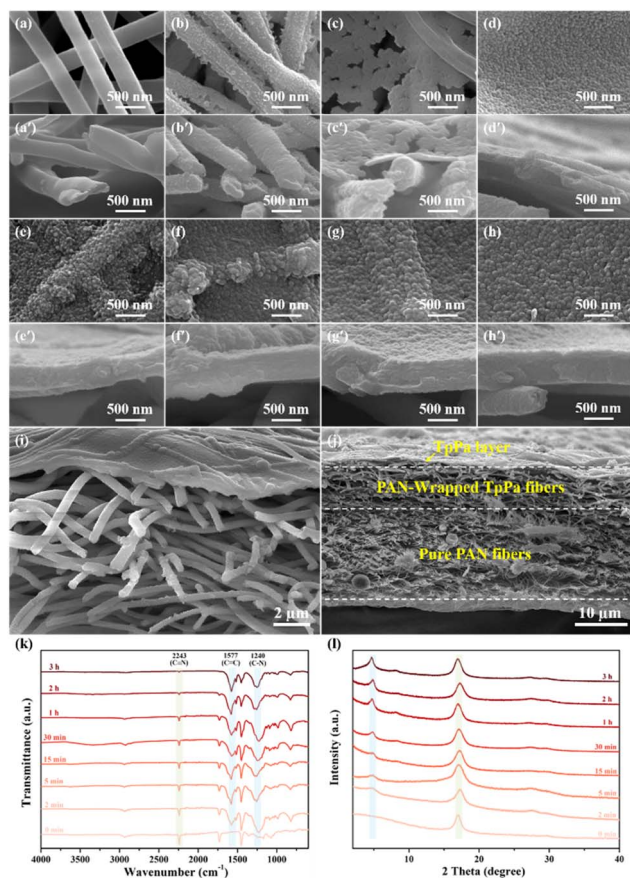 (a) (b) (c) (d)
500 nm 500 nm 500 nm 500 nm
(a') (b') (c') (d')
500 nm 500 nm 500 nm 500 nm
(e) (f) (g) (h)
500 nm 500 nm 500 nm 500 nm
(e') (f') (g') (h')
500 nm 500 nm 500 nm 500 nm
(i)
2 μm
(j)
TpPa layer
PAN-Wrapped TpPa fibers
Pure PAN fibers
10 μm
(k)
2243 1577 1240
(C≡N) (C=C) (C-N)
3 h
2 h
1 h
30 min
15 min
5 min
2 min
0 min
Transmittance (a.u.)
4000 3500 3000 2500 2000 1500 1000
Wavenumber (cm⁻¹)
(l)
3 h
2 h
1 h
30 min
15 min
5 min
2 min
0 min
Intensity (a.u.)
10 20 30 40
2 Theta (degree)